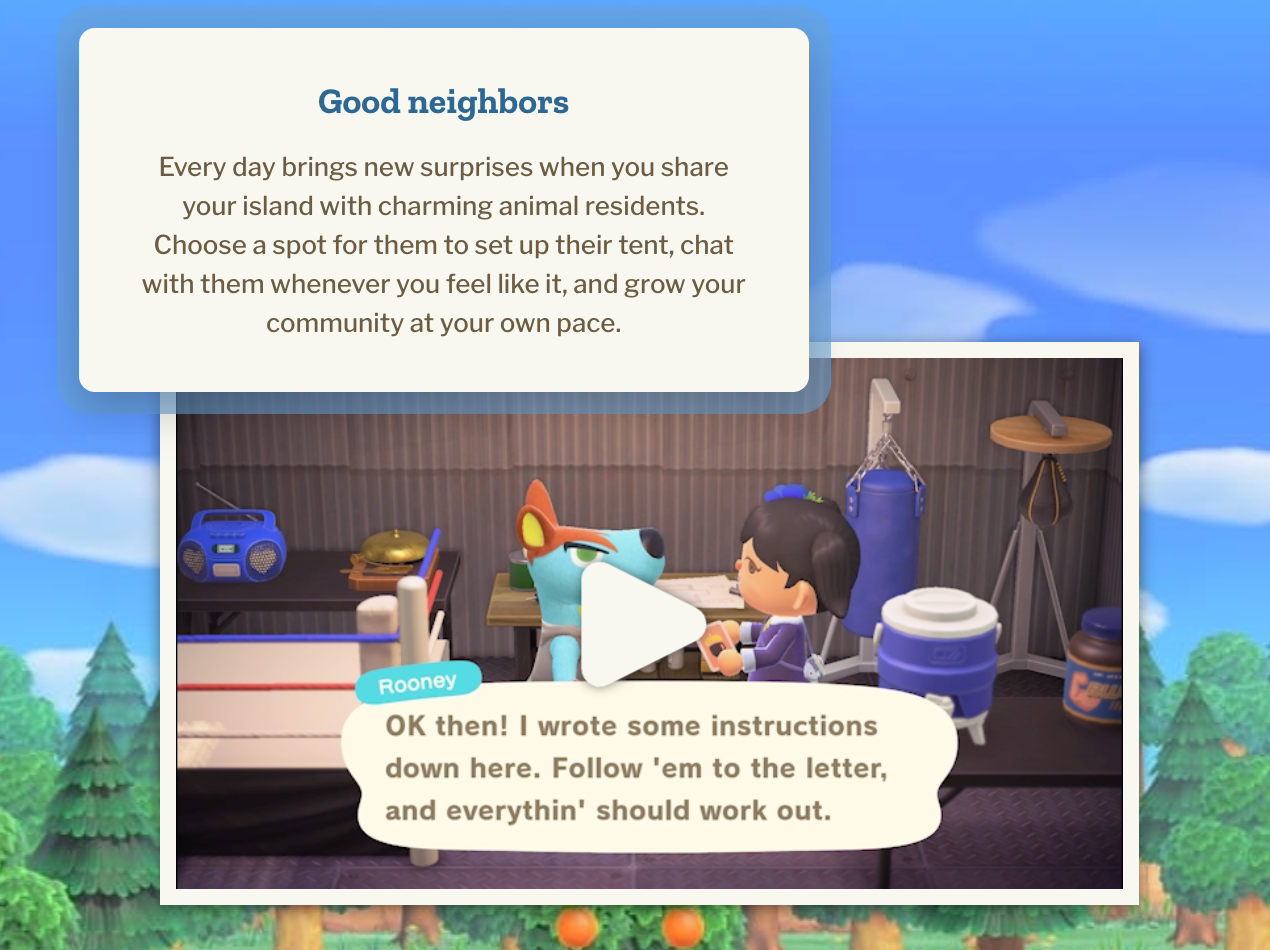 Good neighbors
Every day brings new surprises when you share
your island with charming animal residents.
Choose a spot for them to set up their tent, chat
with them whenever you feel like it, and grow your
community at your own pace.
Rooney
OK then! I wrote some instructions
down here. Follow 'em to the letter,
and everythin' should work out.